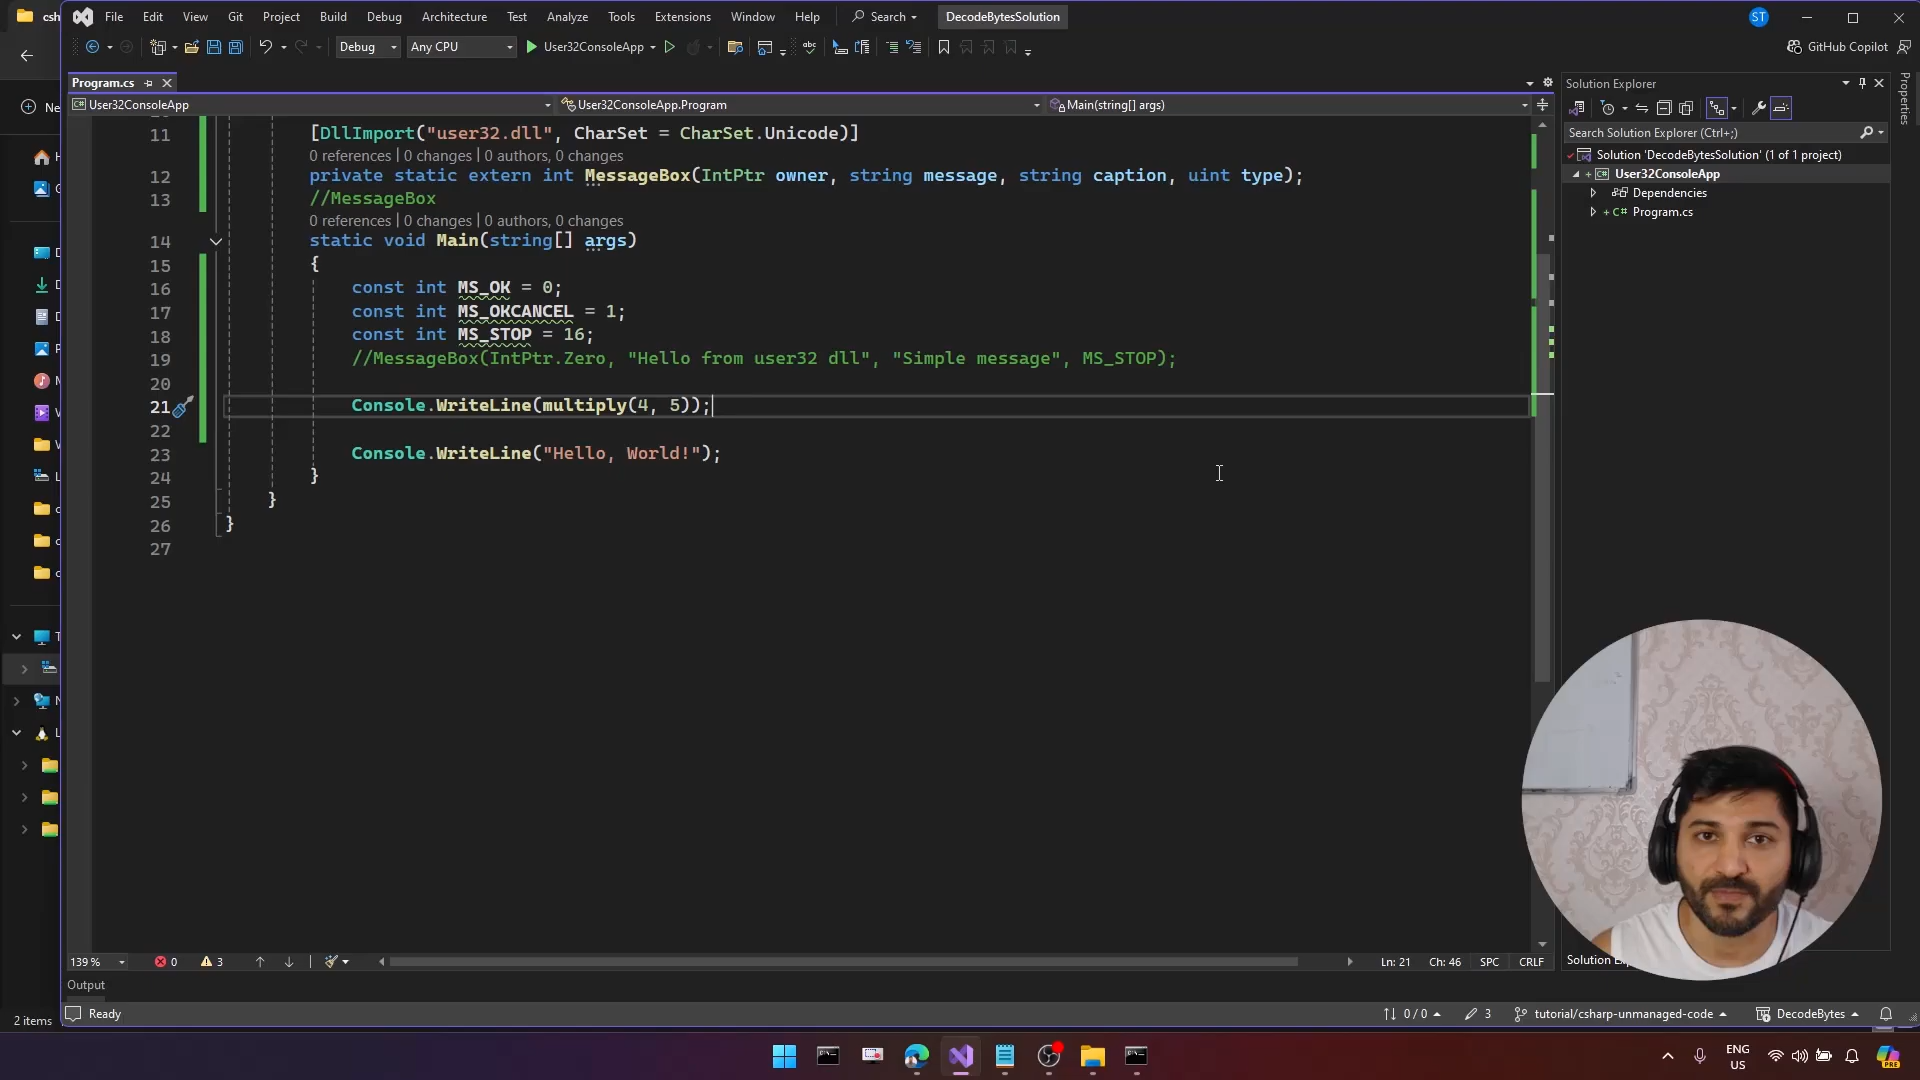 csh
File Edit View Git Project Build Debug Architecture Test Analyze Tools Extensions Window Help Search DecodeBytesSolution ST
Debug Any CPU User32ConsoleApp GitHub Copilot
Program.cs
User32ConsoleApp User32ConsoleApp.Program Main(string[] args)
11 [DllImport("user32.dll", CharSet = CharSet.Unicode)]
0 references | 0 changes | 0 authors, 0 changes
12 private static extern int MessageBox(IntPtr owner, string message, string caption, uint type);
13 //MessageBox
0 references | 0 changes | 0 authors, 0 changes
14 static void Main(string[] args)
15 {
16 const int MS_OK = 0;
17 const int MS_OKCANCEL = 1;
18 const int MS_STOP = 16;
19 //MessageBox(IntPtr.Zero, "Hello from user32 dll", "Simple message", MS_STOP);
20
21 Console.WriteLine(multiply(4, 5));
22
23 Console.WriteLine("Hello, World!");
24 }
25 }
26 }
27
139 % 0 3 Ln: 21 Ch: 46 SPC CRLF
Output
Ready 0 / 0 3 tutorial/csharp-unmanaged-code DecodeBytes
Solution Explorer
Search Solution Explorer (Ctrl+;)
Solution 'DecodeBytesSolution' (1 of 1 project)
User32ConsoleApp
Dependencies
Program.cs
Solution Ex
Properties
Ne
2 items
ENG
US
PRE